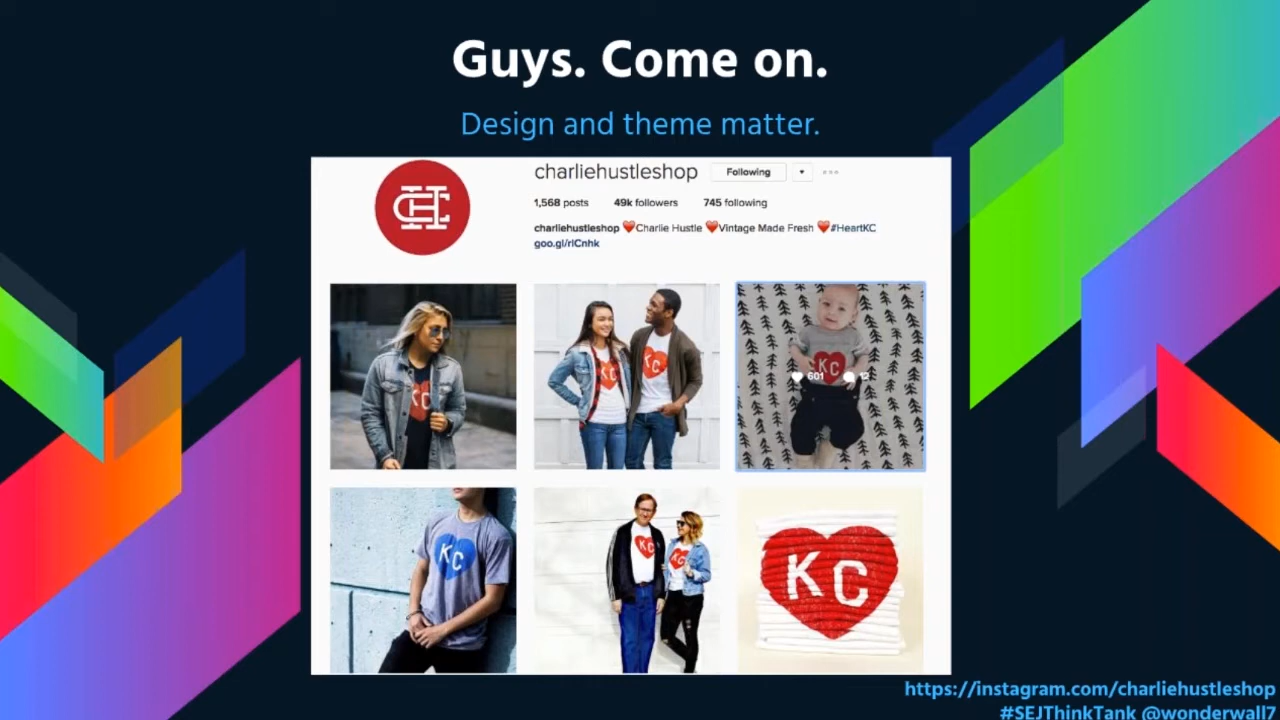 Guys. Come on.
Design and theme matter.
charliehustleshop Following
1,568 posts 49k followers 745 following
charliehustleshop ❤Charlie Hustle ❤Vintage Made Fresh ❤#HeartKC
goo.gl/rlCnhk
KC
KC KC
KC
601 12
KC
KC KC
KC
https://instagram.com/charliehustleshop
#SEJThinkTank @wonderwall7